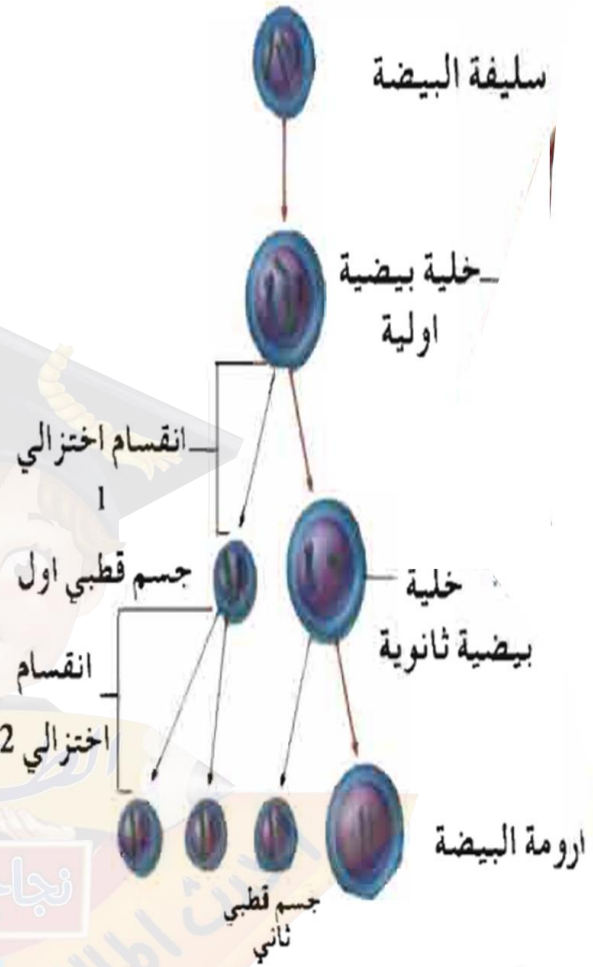 سليفة البيضة
خلية بيضية
اولية
انقسام اختزالي
1
جسم قطبي اول
خلية
بيضية ثانوية
انقسام
اختزالي 2
ارومة البيضة
جسم قطبي
ثاني